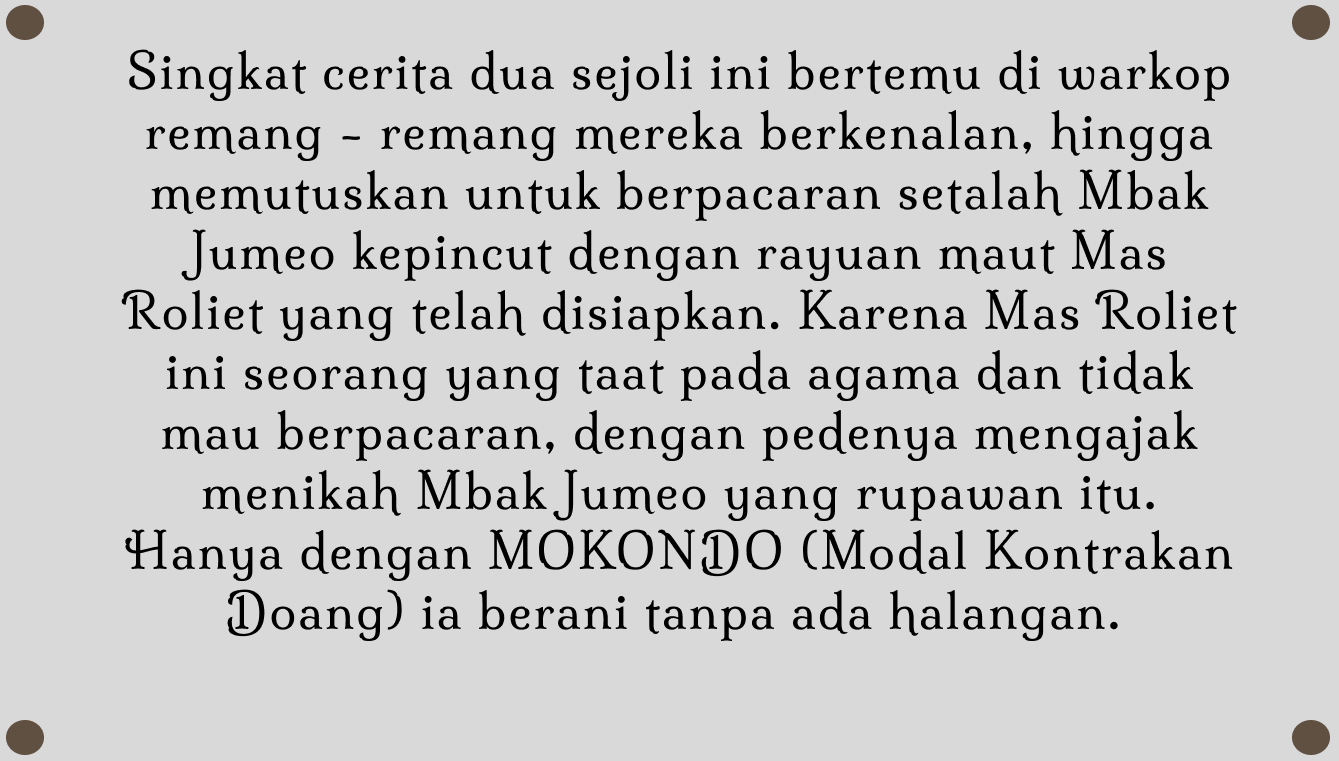 Singkat cerita dua sejoli ini bertemu di warkop
remang - remang mereka berkenalan, hingga
memutuskan untuk berpacaran setalah Mbak
Jumeo kepincut dengan rayuan maut Mas
Roliet yang telah disiapkan. Karena Mas Roliet
ini seorang yang taat pada agama dan tidak
mau berpacaran, dengan pedenya mengajak
menikah Mbak Jumeo yang rupawan itu.
Hanya dengan MOKONDO (Modal Kontrakan
Doang) ia berani tanpa ada halangan.